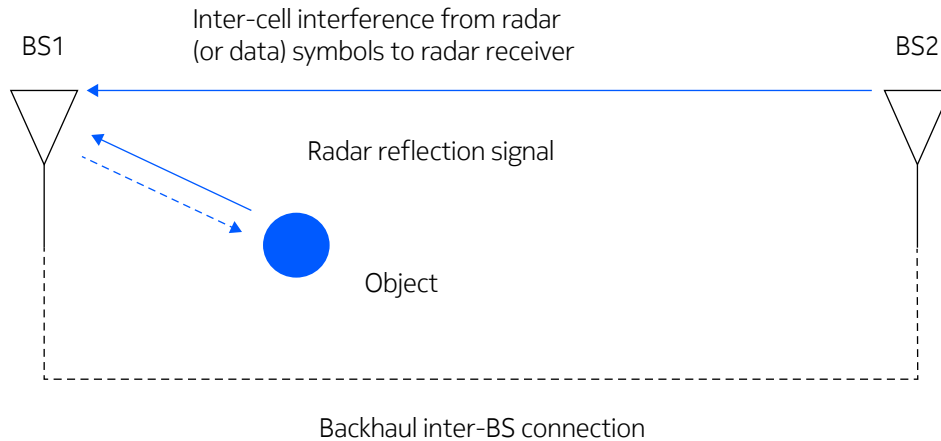 Inter-cell interference from radar
(or data) symbols to radar receiver
BS1
BS2
Radar reflection signal
Object
Backhaul inter-BS connection